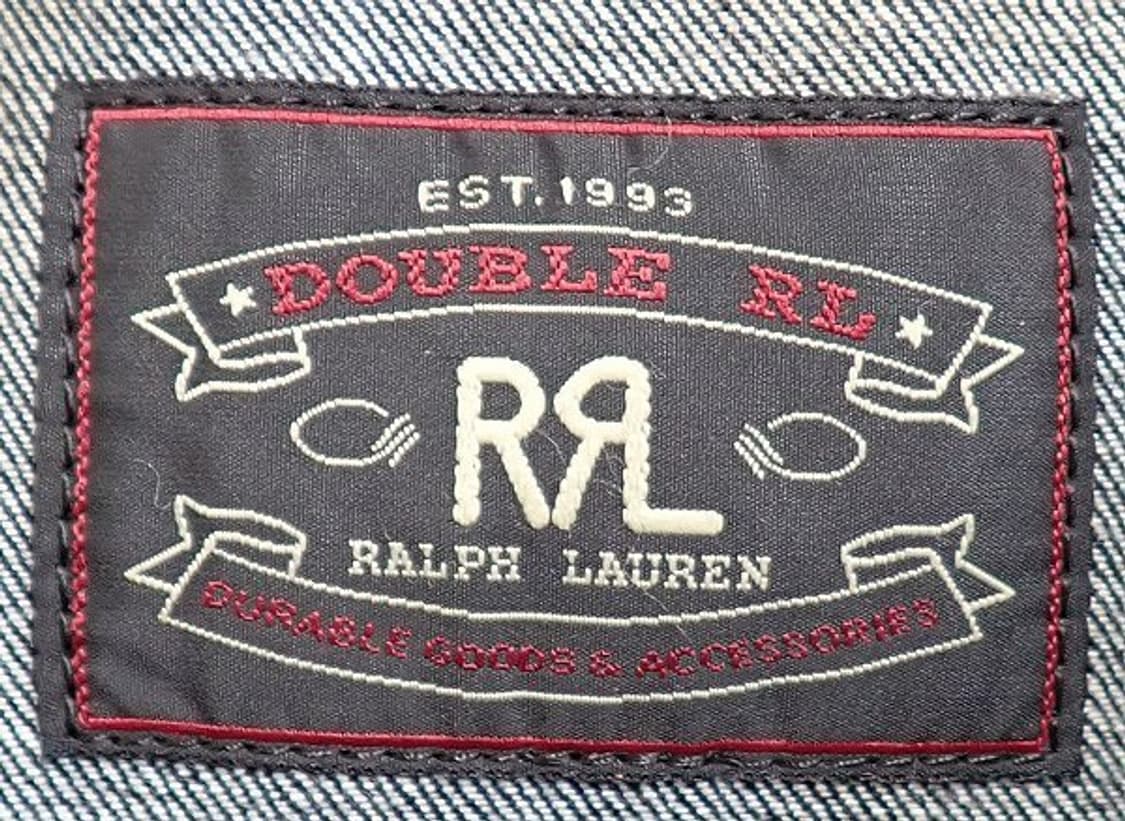 EST. 1993
DOUBLE RL
RRL
RALPH LAUREN
DURABLE GOODS & ACCESSORIES